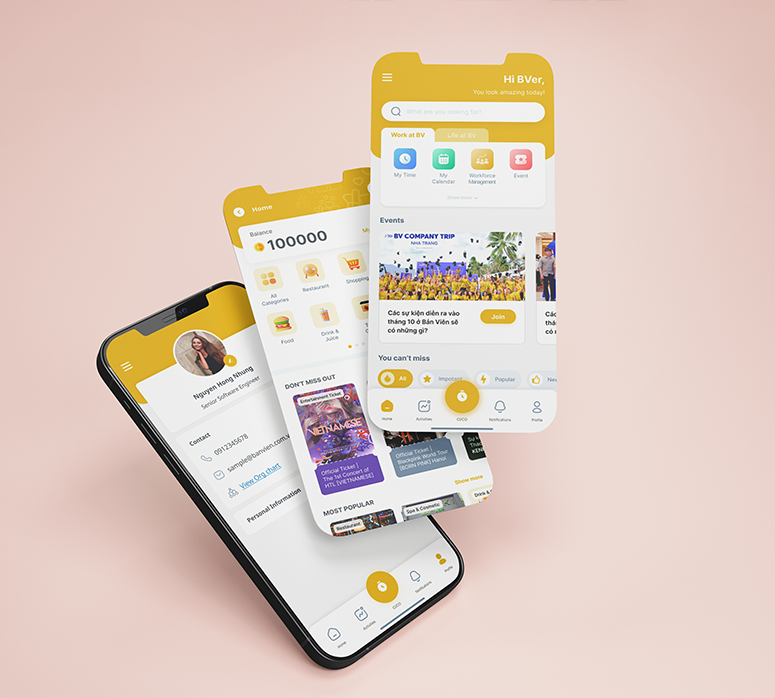 Hi BVer,
You look amazing today!
What are you looking for?
Work at BV
Life at BV
My Time
My
Calendar
Workforce
Management
Event
Show more
Events
BV COMPANY TRIP
NHA TRANG
Các sự kiện diễn ra vào
tháng 10 ở Bản Viên sẽ
có những gì?
Join
You can't miss
All
Impotent
Popular
New
Home
Activities
CI/CO
Notifications
Profile
Home
Balance
100000
My
All
Categories
Restaurant
Shopping
Food
Drink &
Juice
DON'T MISS OUT
Entertainment Ticket
VIETNAMESE
Official Ticket |
The 1st Concert of
HTL [VIETNAMESE]
Official Ticket |
Blackpink World Tour
[BORN PINK] Hanoi
Show more
MOST POPULAR
Restaurant
Spa & Cosmetic
Drink &
Nguyen Hong Nhung
Senior Software Engineer
Contact
0912345678
sample@banvien.com.v
View Org chart
Personal Information
Home
Activities
CI/CO
Notifications
Profile